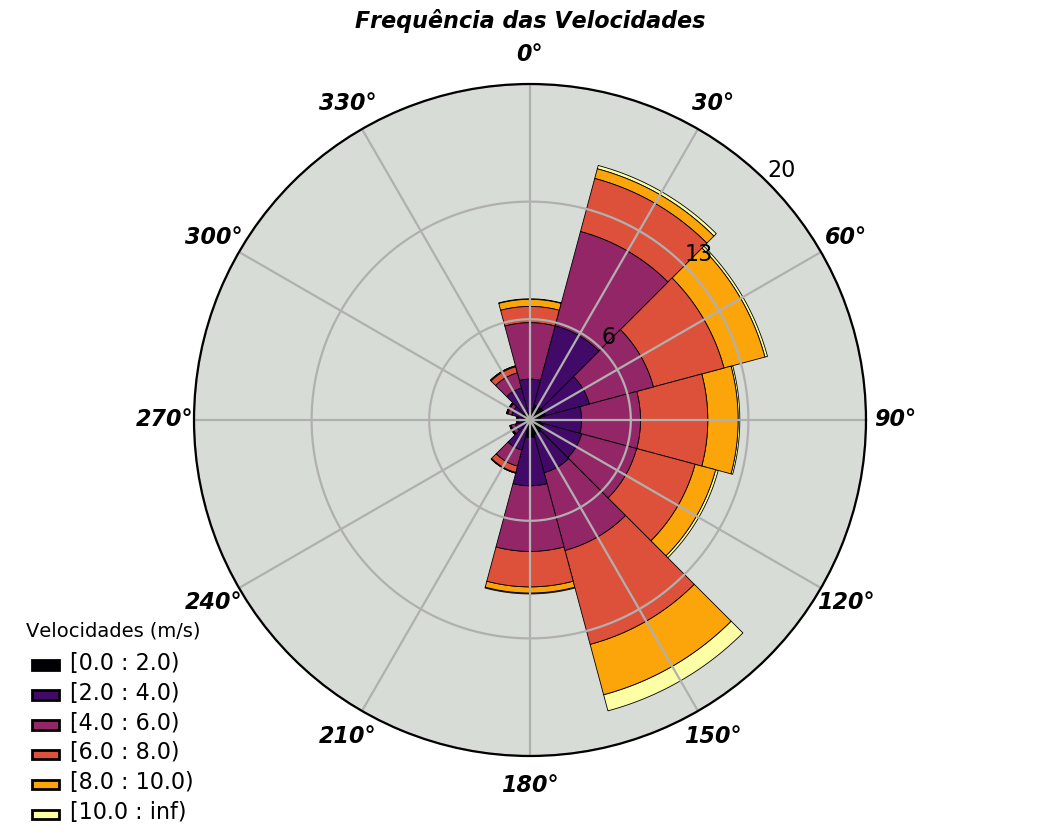 Frequência das Velocidades
0°
330°
30°
20
300°
60°
13
6
270°
90°
240°
120°
210°
150°
180°
Velocidades (m/s)
[0.0 : 2.0)
[2.0 : 4.0)
[4.0 : 6.0)
[6.0 : 8.0)
[8.0 : 10.0)
[10.0 : inf)